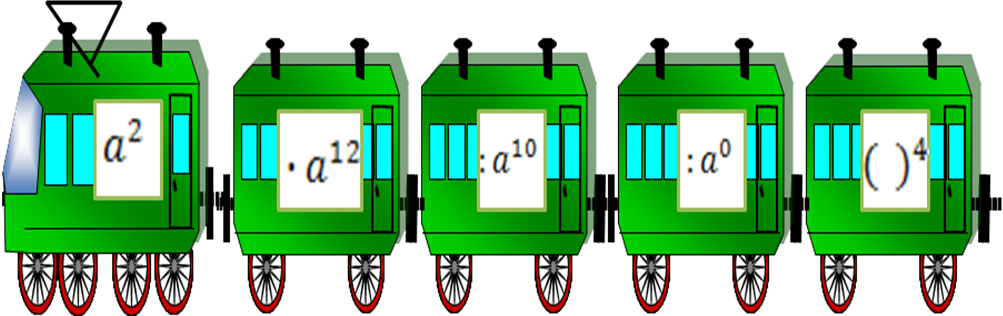 a² · a¹² :a¹⁰ :a⁰ ( )⁴